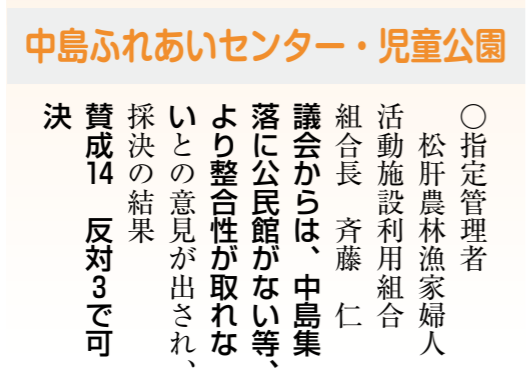 中島ふれあいセンター・児童公園
〇指定管理者
松肝農林漁家婦人
活動施設利用組合
組合長 斉藤 仁
議会からは、中島集
落に公民館がない等、
より整合性が取れな
いとの意見が出され、
採決の結果
賛成14 反対3で可
決